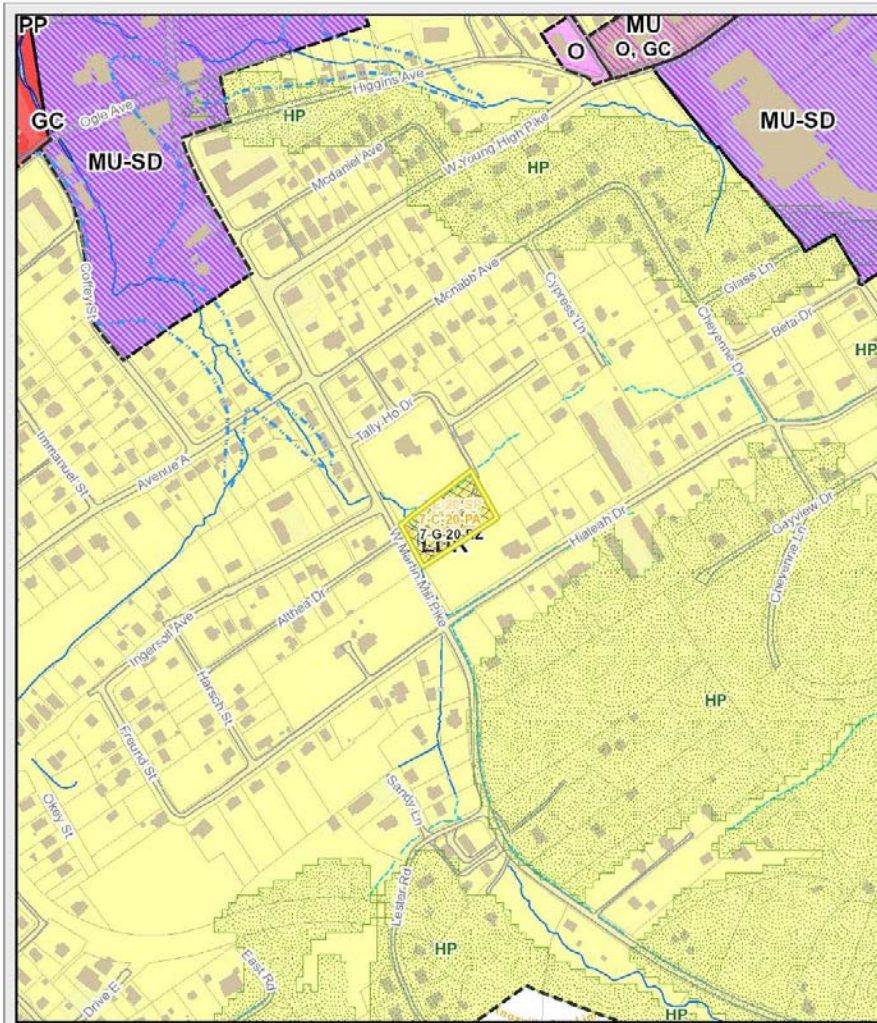 PP
MU
O, GC
O
Higgins Ave
GC
Ogle Ave
HP
MU-SD
MU-SD
W Young High Pike
Mcdaniel Ave
HP
Coffey St
Mcnabb Ave
Cypress Ln
Glass Ln
Cheyenne Dr
Beta Dr
HP
Tally Ho Dr
Immanuel St
Avenue A
7-C-20-PA
7-G-20-RZ
LDR
Hialeah Dr
Gayview Dr
Cheyenne Ln
W Martin Mill Pike
Althea Dr
Ingersoll Ave
Harsch St
Freund St
HP
Okey St
Sandy Ln
Lester Rd
HP
East Rd
Drive E
HP